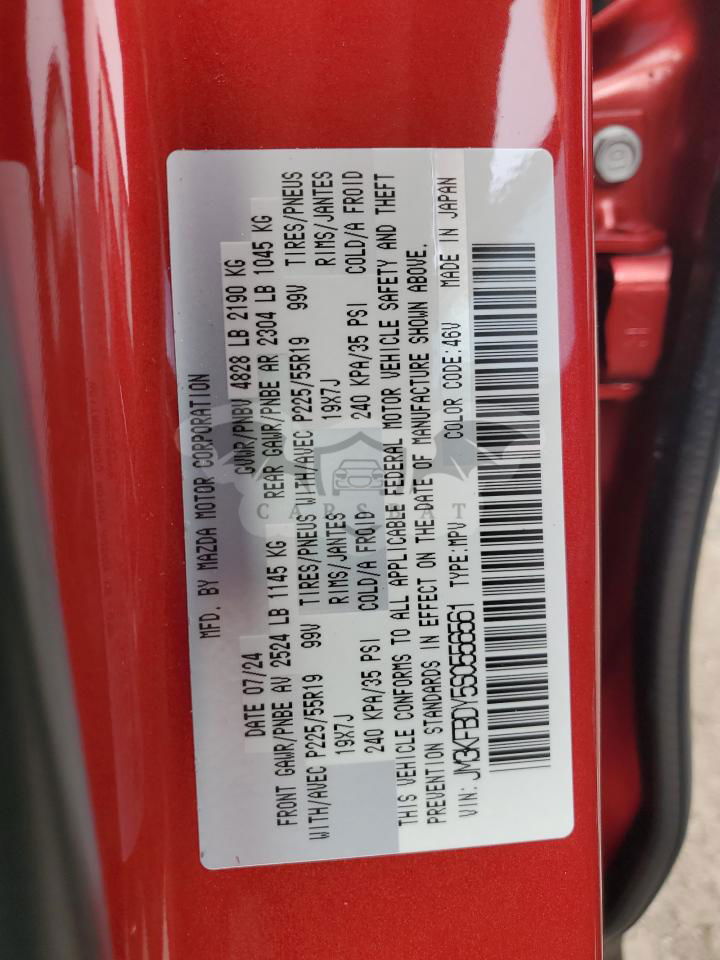 MFD. BY MAZDA MOTOR CORPORATION
DATE 07/24 GVWR/PNBV 4828 LB 2190 KG
FRONT GAWR/PNBE AV 2524 LB 1145 KG REAR GAWR/PNBE AR 2304 LB 1045 KG
WITH/AVEC P225/55R19 99V TIRES/PNEUS WITH/AVEC P225/55R19 99V TIRES/PNEUS
19X7J RIMS/JANTES 19X7J RIMS/JANTES
240 KPA/35 PSI COLD/A FROID 240 KPA/35 PSI COLD/A FROID
THIS VEHICLE CONFORMS TO ALL APPLICABLE FEDERAL MOTOR VEHICLE SAFETY AND THEFT
PREVENTION STANDARDS IN EFFECT ON THE DATE OF MANUFACTURE SHOWN ABOVE.
VIN: JM3KFBDY5S0556561 TYPE:MPV COLOR CODE:46V MADE IN JAPAN